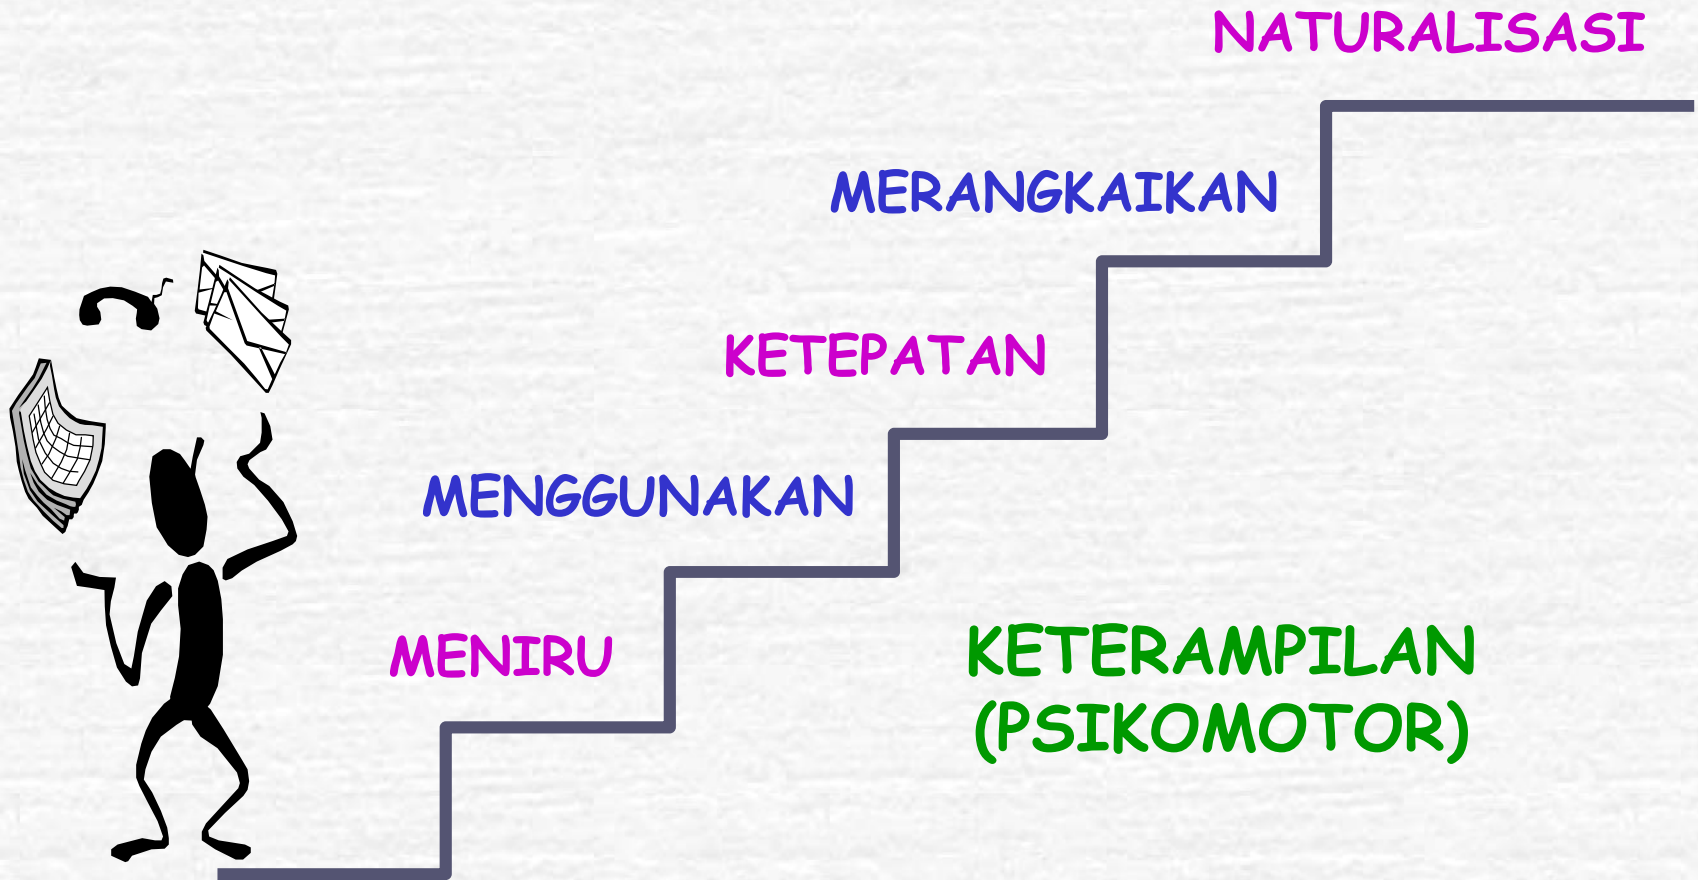 NATURALISASI
MERANGKAIKAN
KETEPATAN
MENGGUNAKAN
MENIRU
KETERAMPILAN
(PSIKOMOTOR)